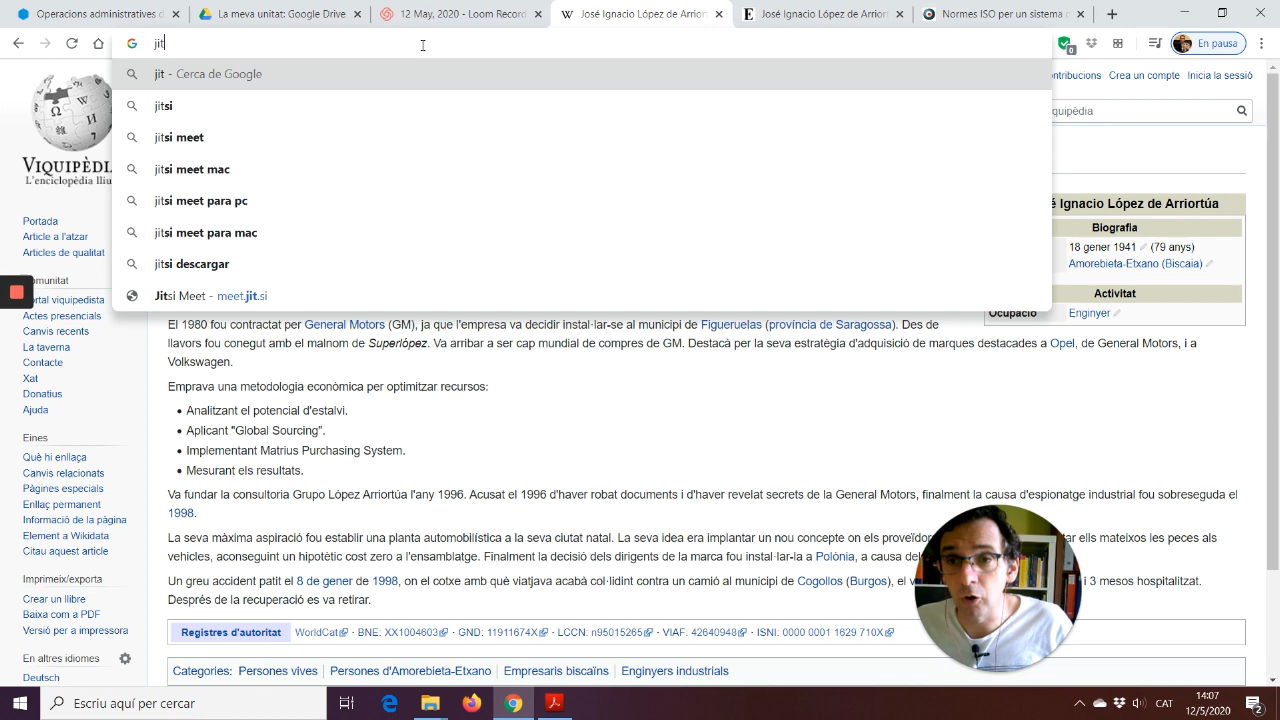 Operadors administratius d
La meva unitat: Google Drive
12 May, 2020 - Loom Record
José Ignacio López de Arrior
José Ignacio López de Arriort
Normes ISO per un sistema d
jit
0
En pausa
jit - Cerca de Google
jitsi
jitsi meet
jitsi meet mac
jitsi meet para pc
jitsi meet para mac
jitsi descargar
Jitsi Meet - meet.jit.si
ontribucions
Crea un compte
Inicia la sessió
quipèdia
VIQUIPÈDI
L'enciclopèdia lliu
Portada
Article a l'atzar
Articles de qualitat
omunitat
ortal viquipedista
Actes presencials
Canvis recents
La taverna
Contacte
Xat
Donatius
Ajuda
Eines
Què hi enllaça
Canvis relacionats
Pàgines especials
Enllaç permanent
Informació de la pàgina
Element a Wikidata
Citau aquest article
Imprimeix/exporta
Crear un llibre
Baixa com a PDF
Versió per a impressora
En altres idiomes
Deutsch
é Ignacio López de Arriortúa
Biografia
18 gener 1941 (79 anys)
Amorebieta-Etxano (Biscaia)
Activitat
Ocupació
Enginyer
El 1980 fou contractat per General Motors (GM), ja que l'empresa va decidir instal·lar-se al municipi de Figueruelas (província de Saragossa). Des de
llavors fou conegut amb el malnom de Superlópez. Va arribar a ser cap mundial de compres de GM. Destacà per la seva estratègia d'adquisició de marques destacades a Opel, de General Motors, i a
Volkswagen.
Emprava una metodologia econòmica per optimitzar recursos:
Analitzant el potencial d'estalvi.
Aplicant "Global Sourcing".
Implementant Matrius Purchasing System.
Mesurant els resultats.
Va fundar la consultoria Grupo López Arriortúa l'any 1996. Acusat el 1996 d'haver robat documents i d'haver revelat secrets de la General Motors, finalment la causa d'espionatge industrial fou sobreseguda el
1998.
La seva màxima aspiració fou establir una planta automobilística a la seva ciutat natal. La seva idea era implantar un nou concepte on els proveïdor tar ells mateixes les peces als
vehicles, aconseguint un hipotètic cost zero a l'ensamblatge. Finalment la decisió dels dirigents de la marca fou instal·lar-la a Polònia, a causa del
Un greu accident patit el 8 de gener de 1998, on el cotxe amb què viatjava acabà col·lidint contra un camió al municipi de Cogollos (Burgos), el v i 3 mesos hospitalitzat.
Després de la recuperació es va retirar.
Registres d'autoritat
WorldCat · BNE: XX1104603 · GND: 11911674X · LCCN: n95015265 · VIAF: 42640948 · ISNI: 0000 0001 1629 710X
Categories: Persones vives | Persones d'Amorebieta-Etxano | Empresaris biscaïns | Enginyers industrials
Escriu aquí per cercar
CAT
14:07
12/5/2020
2